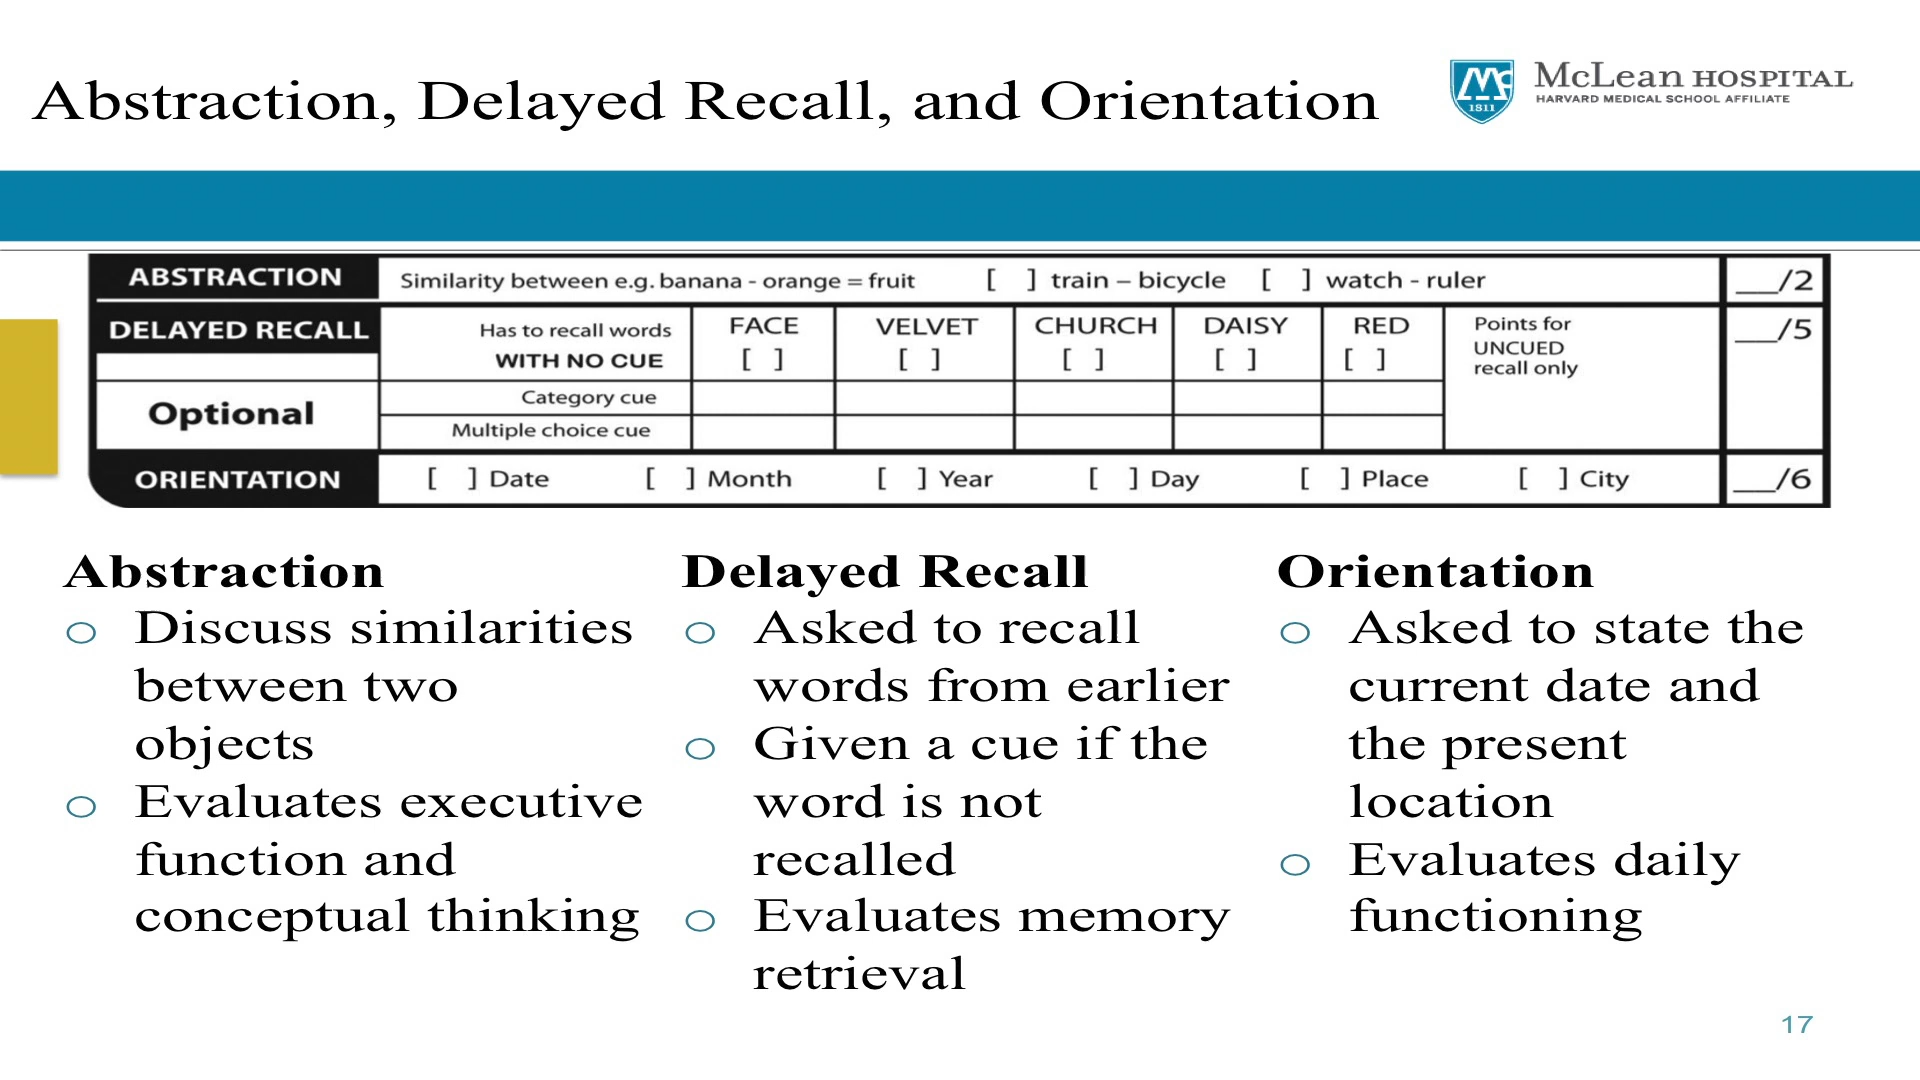 Abstraction, Delayed Recall, and Orientation
Mc
1811
McLean HOSPITAL
HARVARD MEDICAL SCHOOL AFFILIATE
ABSTRACTION Similarity between e.g. banana - orange = fruit [ ] train – bicycle [ ] watch - ruler __/2
DELAYED RECALL Has to recall words FACE VELVET CHURCH DAISY RED Points for __/5
WITH NO CUE [ ] [ ] [ ] [ ] [ ] UNCUED
recall only
Optional Category cue
Multiple choice cue
ORIENTATION [ ] Date [ ] Month [ ] Year [ ] Day [ ] Place [ ] City __/6
Abstraction
o Discuss similarities
between two
objects
o Evaluates executive
function and
conceptual thinking
Delayed Recall
o Asked to recall
words from earlier
o Given a cue if the
word is not
recalled
o Evaluates memory
retrieval
Orientation
o Asked to state the
current date and
the present
location
o Evaluates daily
functioning
17